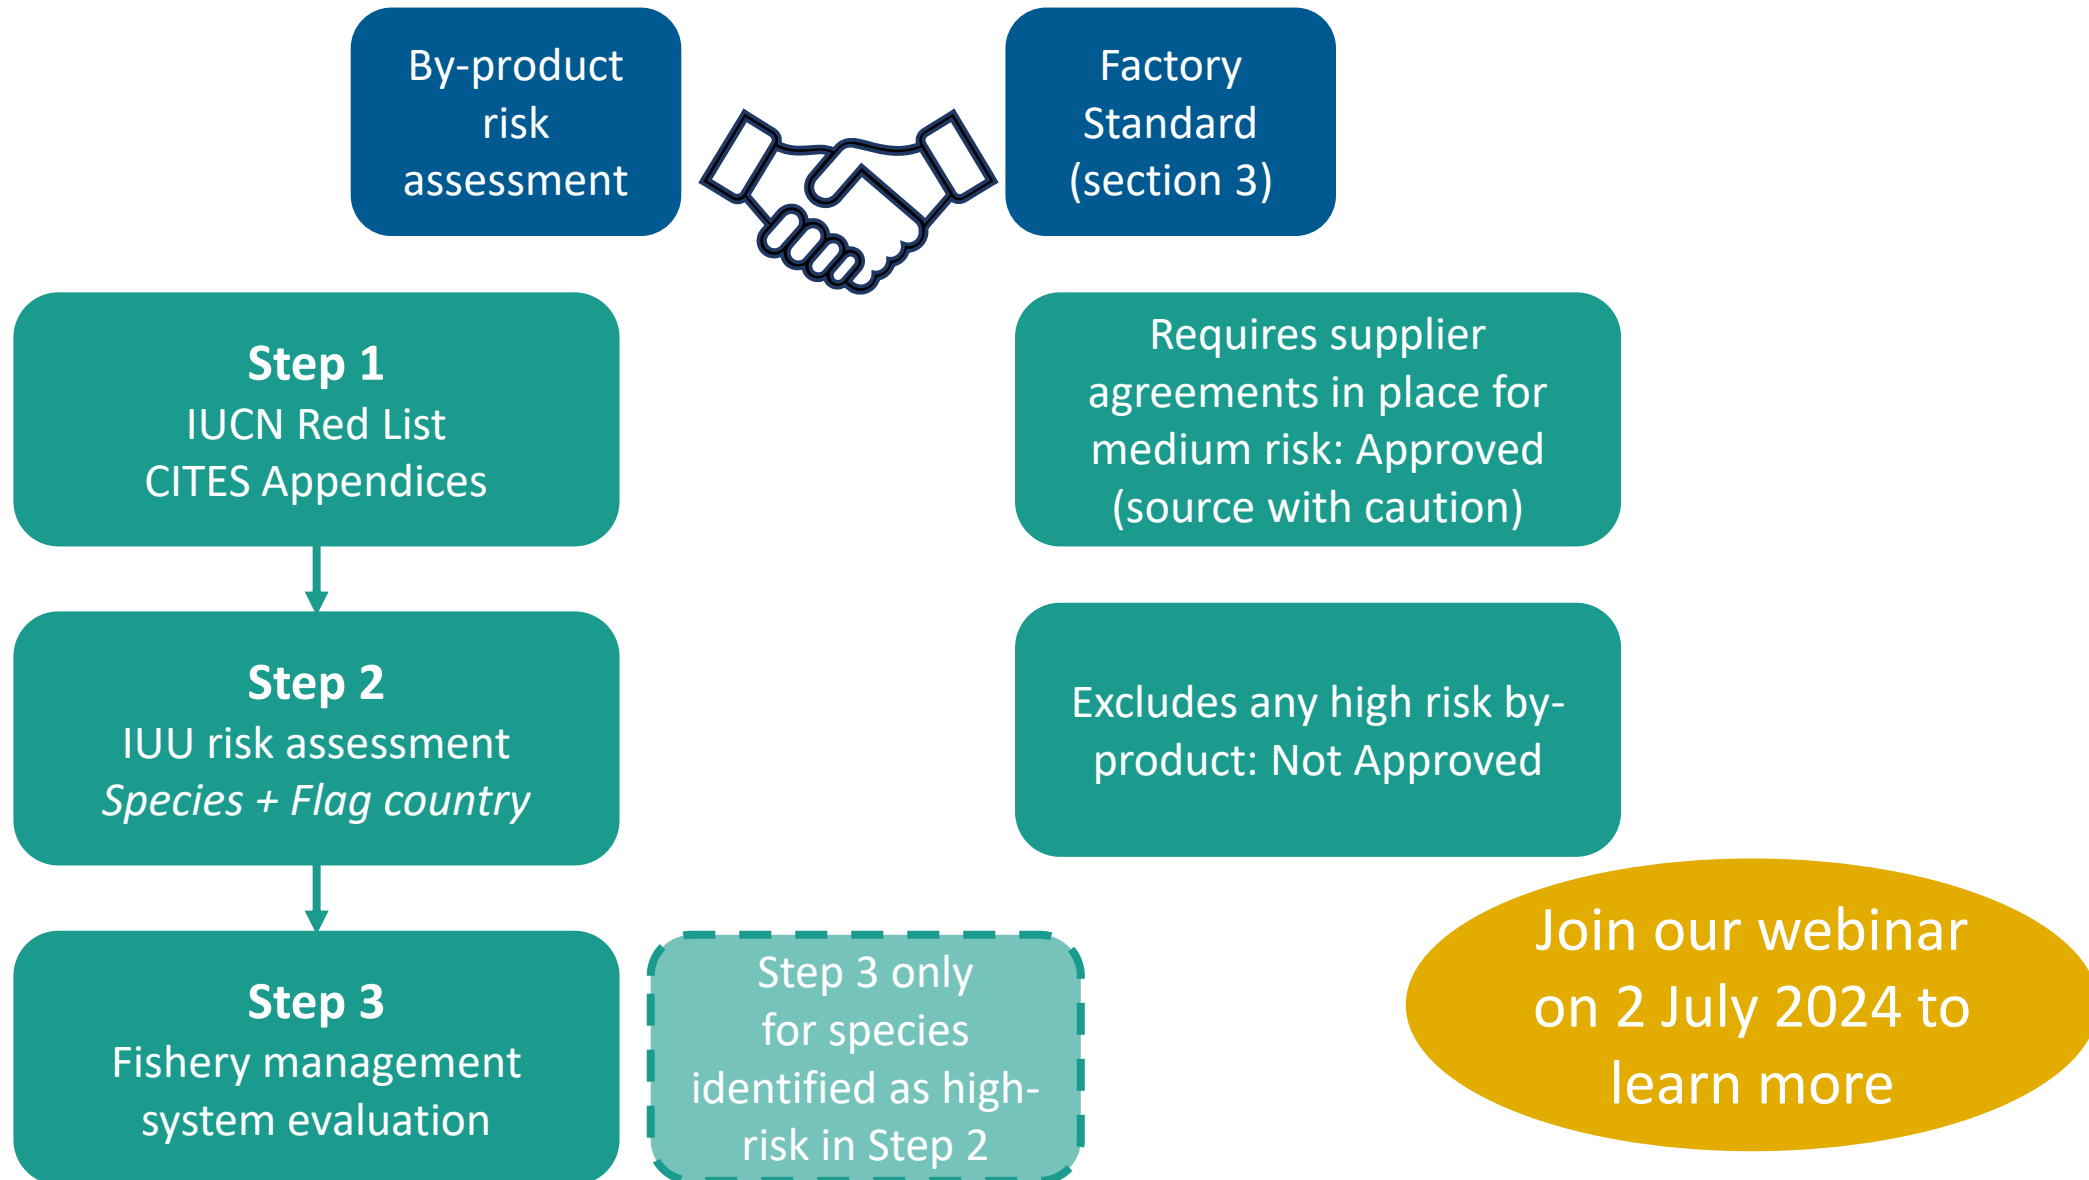 By-product
risk
assessment
Factory
Standard
(section 3)
Step 1
IUCN Red List
CITES Appendices
Requires supplier
agreements in place for
medium risk: Approved
(source with caution)
Step 2
IUU risk assessment
Species + Flag country
Excludes any high risk by-
product: Not Approved
Step 3
Fishery management
system evaluation
Step 3 only
for species
identified as high-
risk in Step 2
Join our webinar
on 2 July 2024 to
learn more